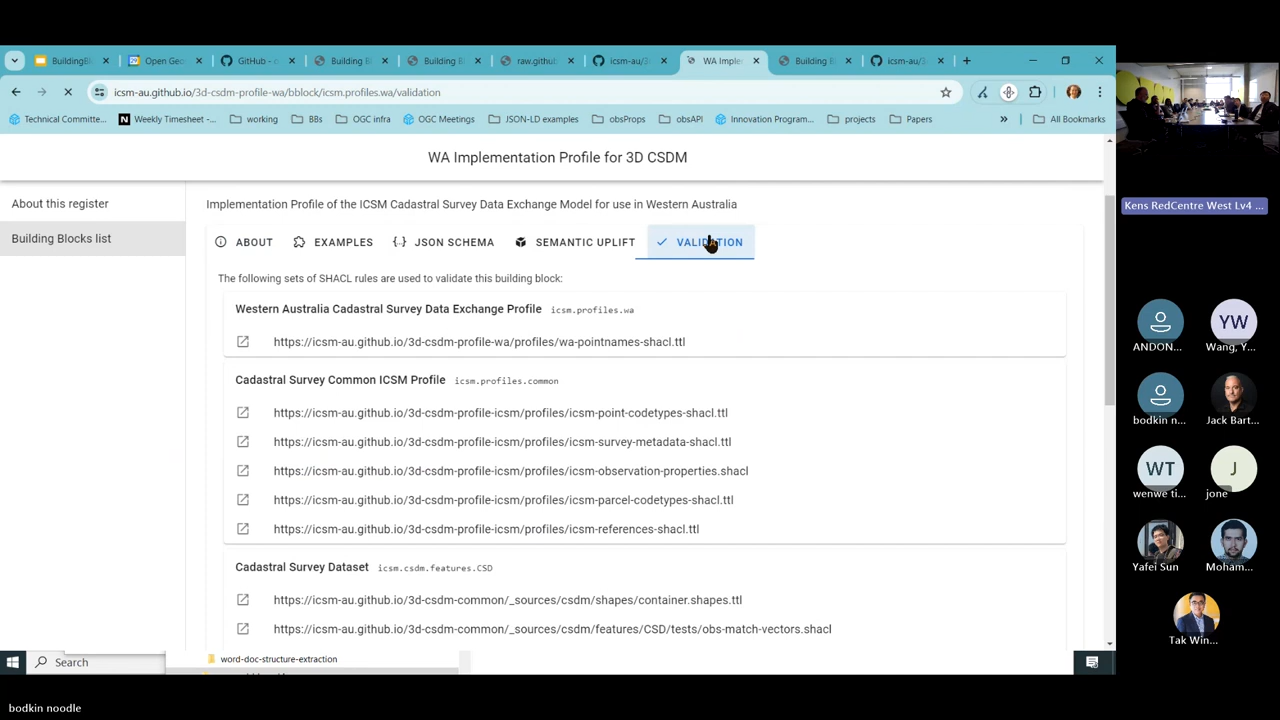 BuildingB
Open Geo
GitHub - o
Building Bl
Building Bl
raw.github
icsm-au/3
WA Imple
Building B
icsm-au/3
icsm-au.github.io/3d-csdm-profile-wa/bblock/icsm.profiles.wa/validation
Technical Committe...
Weekly Timesheet -...
working
BBs
OGC infra
OGC Meetings
JSON-LD examples
obsProps
obsAPI
Innovation Program...
projects
Papers
All Bookmarks
WA Implementation Profile for 3D CSDM
About this register
Building Blocks list
Implementation Profile of the ICSM Cadastral Survey Data Exchange Model for use in Western Australia
ABOUT
EXAMPLES
JSON SCHEMA
SEMANTIC UPLIFT
VALIDATION
The following sets of SHACL rules are used to validate this building block:
Western Australia Cadastral Survey Data Exchange Profile icsm.profiles.wa
https://icsm-au.github.io/3d-csdm-profile-wa/profiles/wa-pointnames-shacl.ttl
Cadastral Survey Common ICSM Profile icsm.profiles.common
https://icsm-au.github.io/3d-csdm-profile-icsm/profiles/icsm-point-codetypes-shacl.ttl
https://icsm-au.github.io/3d-csdm-profile-icsm/profiles/icsm-survey-metadata-shacl.ttl
https://icsm-au.github.io/3d-csdm-profile-icsm/profiles/icsm-observation-properties.shacl
https://icsm-au.github.io/3d-csdm-profile-icsm/profiles/icsm-parcel-codetypes-shacl.ttl
https://icsm-au.github.io/3d-csdm-profile-icsm/profiles/icsm-references-shacl.ttl
Cadastral Survey Dataset icsm.csdm.features.CSD
https://icsm-au.github.io/3d-csdm-common/_sources/csdm/shapes/container.shapes.ttl
https://icsm-au.github.io/3d-csdm-common/_sources/csdm/features/CSD/tests/obs-match-vectors.shacl
word-doc-structure-extraction
Search
Kens RedCentre West Lv4 ...
YW
ANDON...
Wang, Y...
bodkin n...
Jack Bart...
WT
J
wenwe ti...
jone
Yafei Sun
Moham...
Tak Win...
bodkin noodle